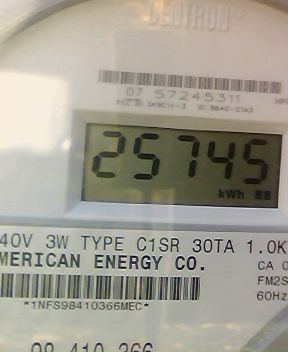 CENTRON
07 57245311
25745
kWh
40V 3W TYPE C1SR 30TA 1.0K
MERICAN ENERGY CO. CA 0
FM2S
60Hz
*1NFS98410366MEC*
98 410 366